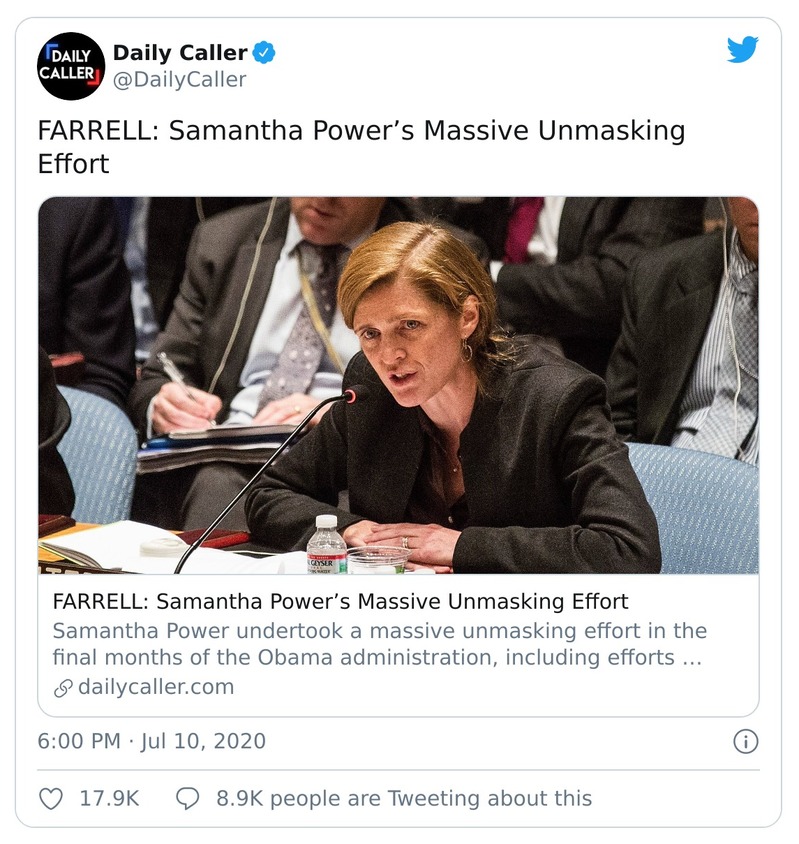 DAILY
CALLER
Daily Caller
@DailyCaller
FARRELL: Samantha Power’s Massive Unmasking
Effort
GEYSER
FARRELL: Samantha Power’s Massive Unmasking Effort
Samantha Power undertook a massive unmasking effort in the
final months of the Obama administration, including efforts …
dailycaller.com
6:00 PM · Jul 10, 2020
17.9K
8.9K people are Tweeting about this